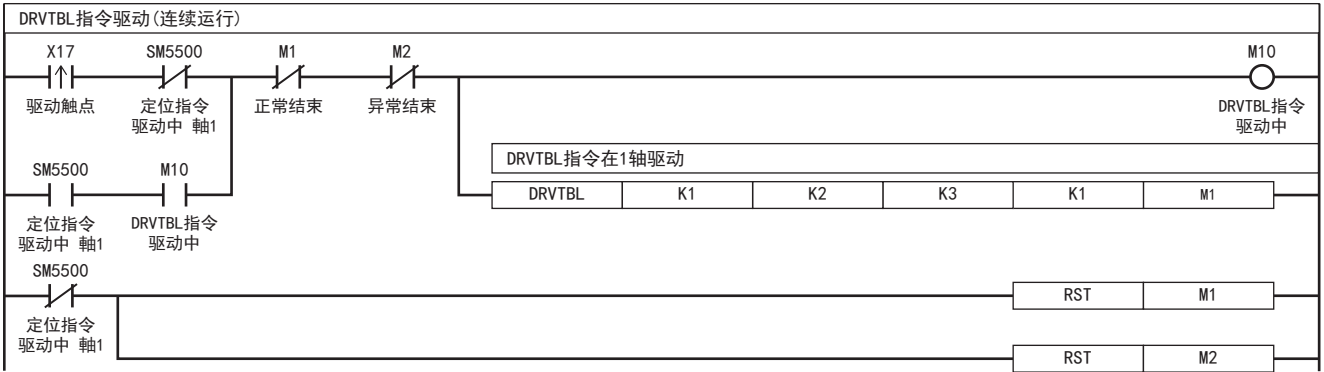 DRVTBL指令驱动(连续运行)
X17 SM5500 M1 M2 M10
驱动触点 定位指令 正常结束 异常结束 DRVTBL指令
驱动中 軸1 驱动中
DRVTBL指令在1轴驱动
SM5500 M10
DRVTBL K1 K2 K3 K1 M1
定位指令 DRVTBL指令
驱动中 軸1 驱动中
SM5500
RST M1
定位指令
驱动中 軸1
RST M2